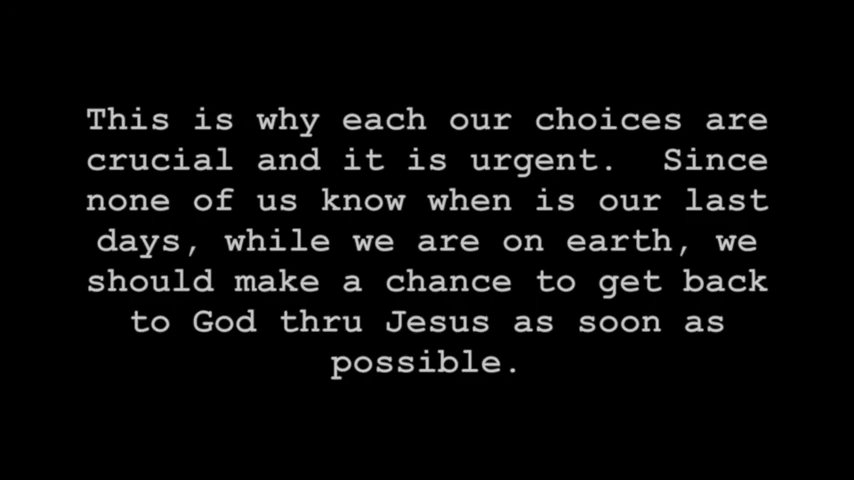 This is why each our choices are
crucial and it is urgent.  Since
none of us know when is our last
days, while we are on earth, we
should make a chance to get back
to God thru Jesus as soon as
possible.